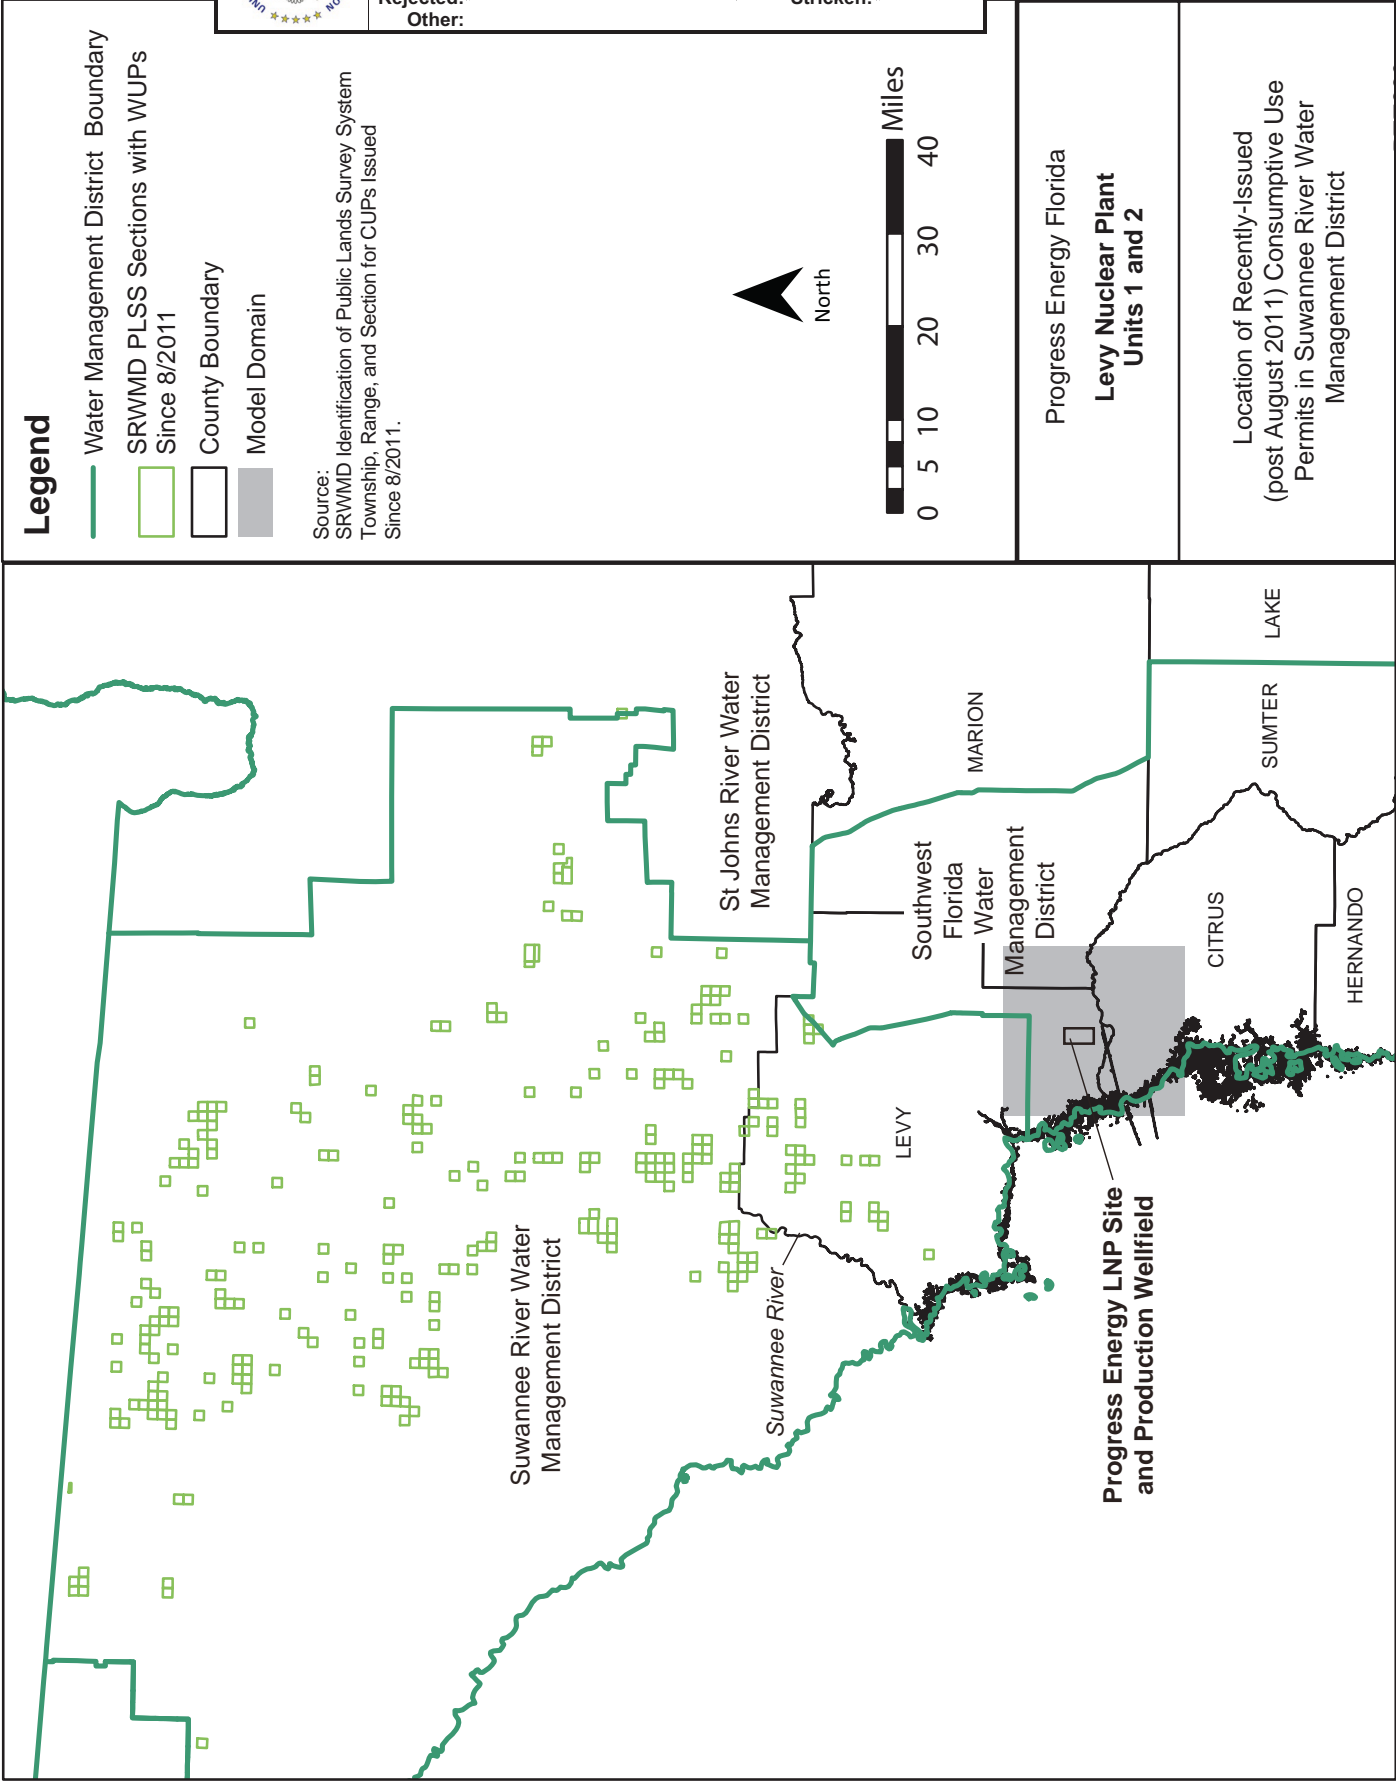 Rejected:
Stricken:
Other:
Legend
Water Management District Boundary
SRWMD PLSS Sections with WUPs
Since 8/2011
County Boundary
Model Domain
Source:
SRWMD Identification of Public Lands Survey System
Township, Range, and Section for CUPs Issued
Since 8/2011.
North
0 5 10 20 30 40 Miles
Progress Energy Florida
Levy Nuclear Plant
Units 1 and 2
Location of Recently-Issued
(post August 2011) Consumptive Use
Permits in Suwannee River Water
Management District
Suwannee River Water
Management District
St Johns River Water
Management District
Southwest
Florida
Water
Management
District
Suwannee River
LEVY
MARION
LAKE
SUMTER
CITRUS
HERNANDO
Progress Energy LNP Site
and Production Wellfield